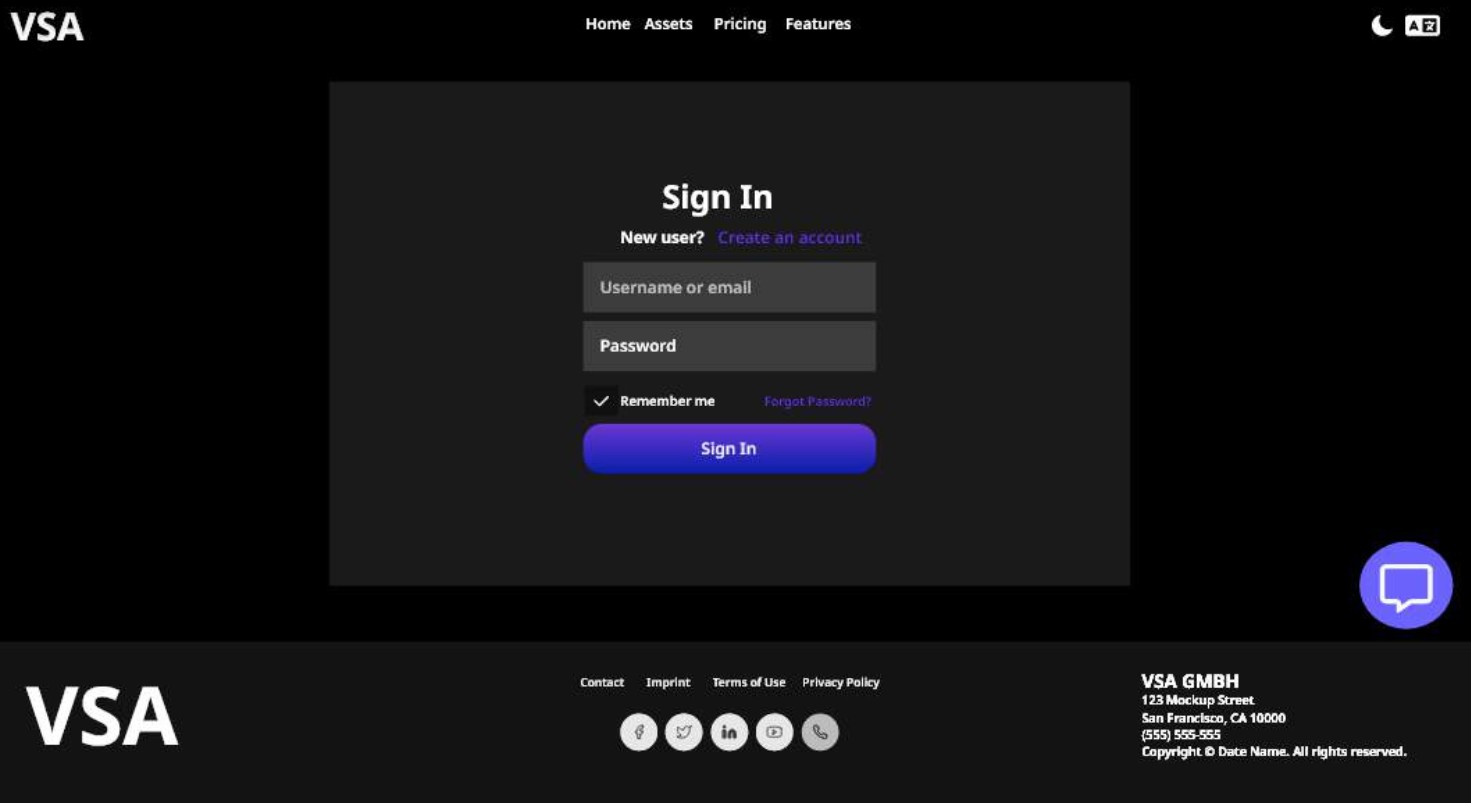 VSA
Home Assets Pricing Features
A
Sign In
New user? Create an account
Username or email
Password
Remember me Forgot Password?
Sign In
VSA
Contact Imprint Terms of Use Privacy Policy
in
VSA GMBH
123 Mockup Street
San Francisco, CA 10000
(555) 555-555
Copyright © Date Name. All rights reserved.